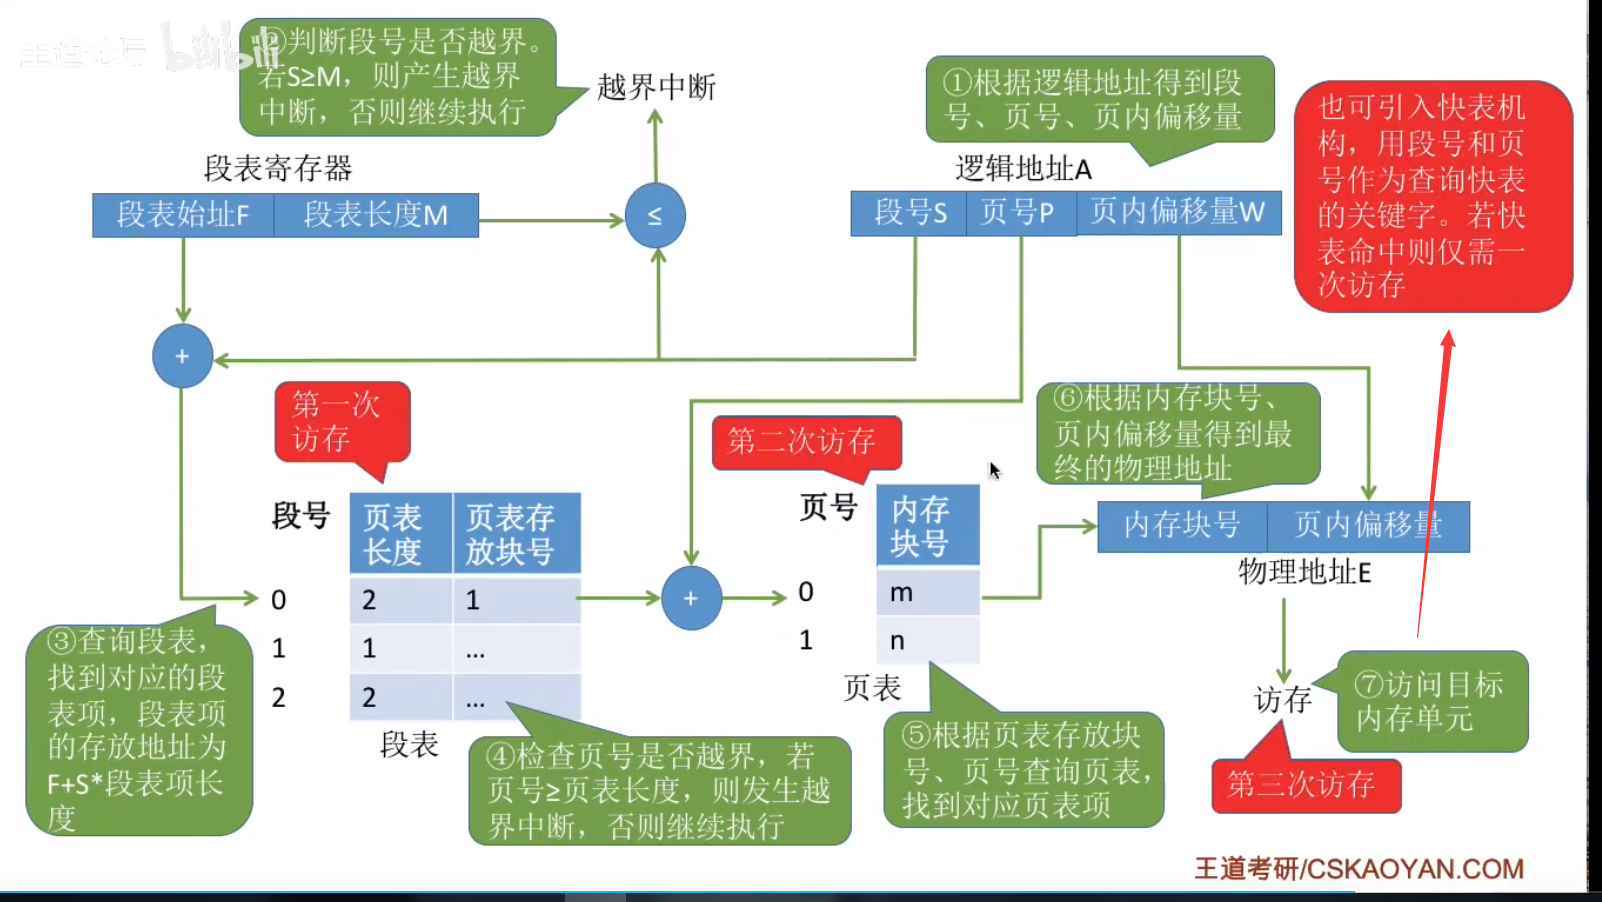 王道论坛 bilibili
②判断段号是否越界。
若S≥M，则产生越界
中断，否则继续执行
越界中断
①根据逻辑地址得到段
号、页号、页内偏移量
也可引入快表机
构，用段号和页
号作为查询快表
的关键字。若快
表命中则仅需一
次访存
段表寄存器
段表始址F 段表长度M
≤
逻辑地址A
段号S 页号P 页内偏移量W
+
第一次
访存
第二次访存
⑥根据内存块号、
页内偏移量得到最
终的物理地址
段号 页表长度 页表存放块号
0 2 1
1 1 ...
2 2 ...
段表
+
页号 内存块号
0 m
1 n
页表
内存块号 页内偏移量
物理地址E
③查询段表，
找到对应的段
表项，段表项
的存放地址为
F+S*段表项长
度
④检查页号是否越界，若
页号≥页表长度，则发生越
界中断，否则继续执行
⑤根据页表存放块
号、页号查询页表，
找到对应页表项
访存
⑦访问目标
内存单元
第三次访存
王道考研/CSKAOYAN.COM